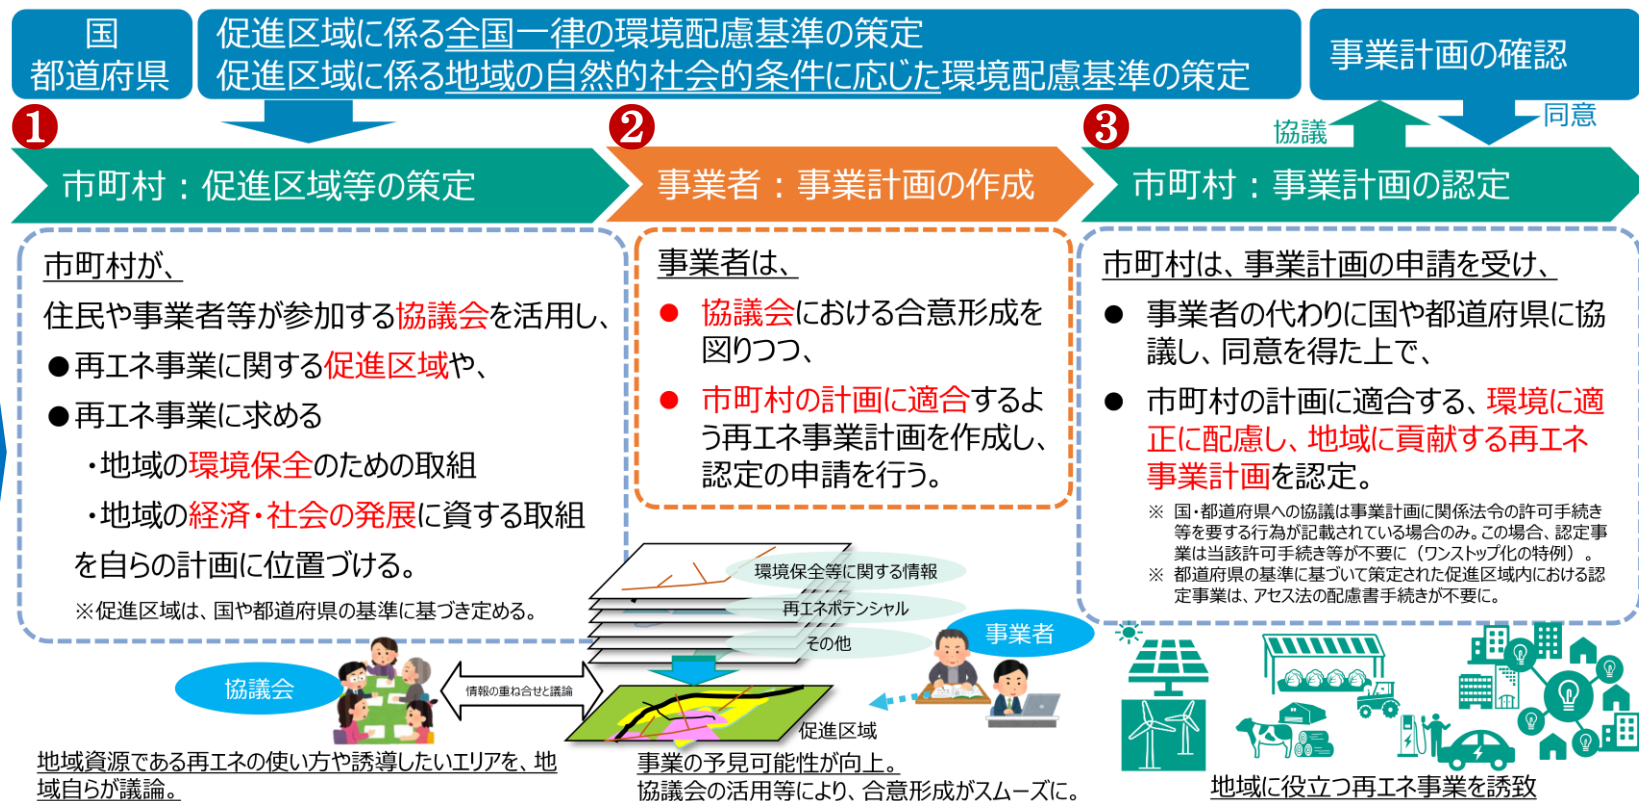 国
都道府県
促進区域に係る全国一律の環境配慮基準の策定
促進区域に係る地域の自然的社会的条件に応じた環境配慮基準の策定
事業計画の確認
協議
同意
1
市町村：促進区域等の策定
市町村が、
住民や事業者等が参加する協議会を活用し、
●再エネ事業に関する促進区域や、
●再エネ事業に求める
・地域の環境保全のための取組
・地域の経済・社会の発展に資する取組
を自らの計画に位置づける。
※促進区域は、国や都道府県の基準に基づき定める。
2
事業者：事業計画の作成
事業者は、
● 協議会における合意形成を
図りつつ、
● 市町村の計画に適合するよ
う再エネ事業計画を作成し、
認定の申請を行う。
3
市町村：事業計画の認定
市町村は、事業計画の申請を受け、
● 事業者の代わりに国や都道府県に協
議し、同意を得た上で、
● 市町村の計画に適合する、環境に適
正に配慮し、地域に貢献する再エネ
事業計画を認定。
※ 国・都道府県への協議は事業計画に関係法令の許可手続き
等を要する行為が記載されている場合のみ。この場合、認定事
業は当該許可手続き等が不要に（ワンストップ化の特例）。
※ 都道府県の基準に基づいて策定された促進区域内における認
定事業は、アセス法の配慮書手続きが不要に。
協議会
情報の重ね合せと議論
環境保全等に関する情報
再エネポテンシャル
その他
事業者
促進区域
地域資源である再エネの使い方や誘導したいエリアを、地
域自らが議論。
事業の予見可能性が向上。
協議会の活用等により、合意形成がスムーズに。
地域に役立つ再エネ事業を誘致